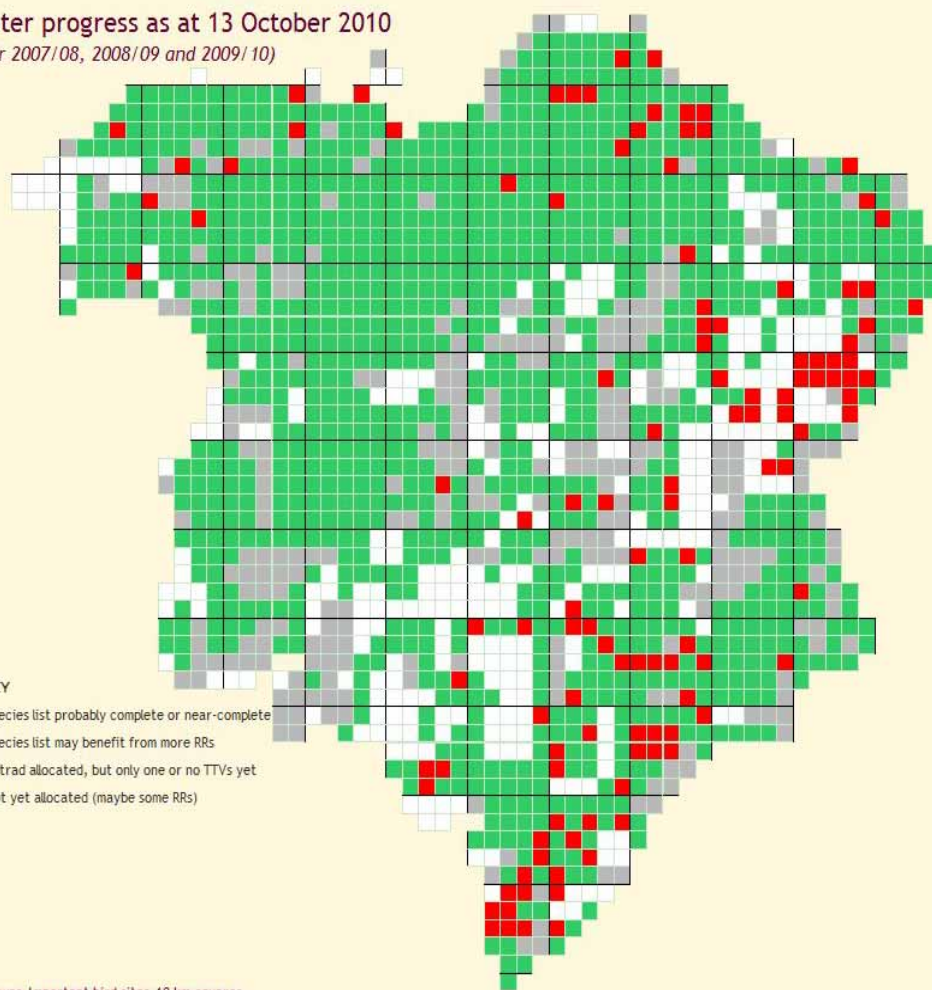 ter progress as at 13 October 2010
r 2007/08, 2008/09 and 2009/10)
Y
ecies list probably complete or near-complete
ecies list may benefit from more RRs
trad allocated, but only one or no TTVs yet
t yet allocated (maybe some RRs)